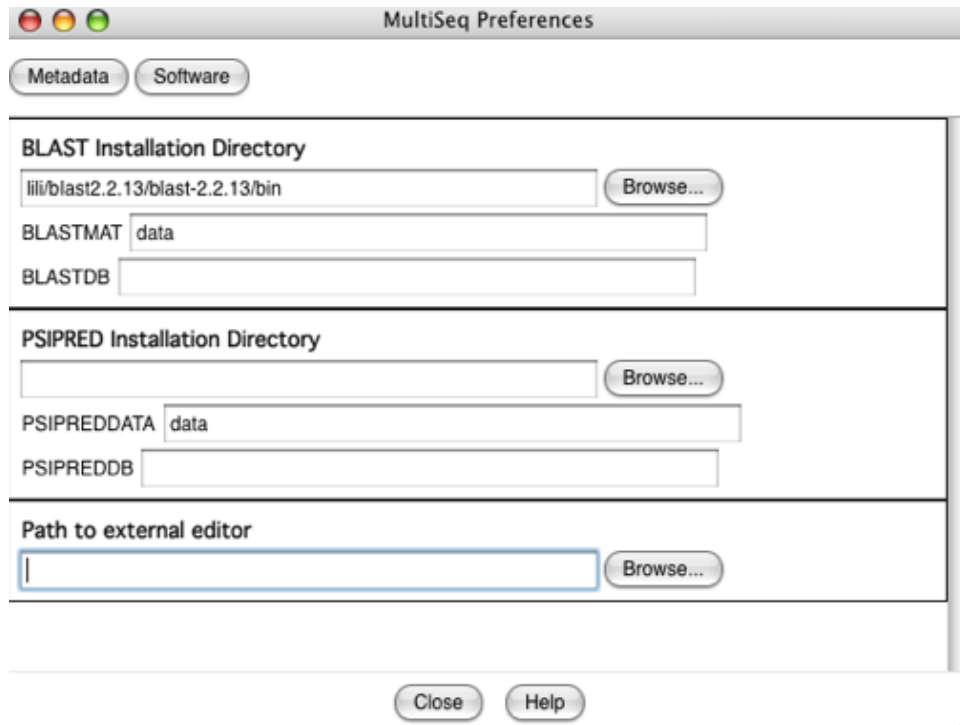 MultiSeq Preferences
Metadata Software
BLAST Installation Directory
lili/blast2.2.13/blast-2.2.13/bin Browse...
BLASTMAT data
BLASTDB
PSIPRED Installation Directory
Browse...
PSIPREDDATA data
PSIPREDDB
Path to external editor
Browse...
Close Help